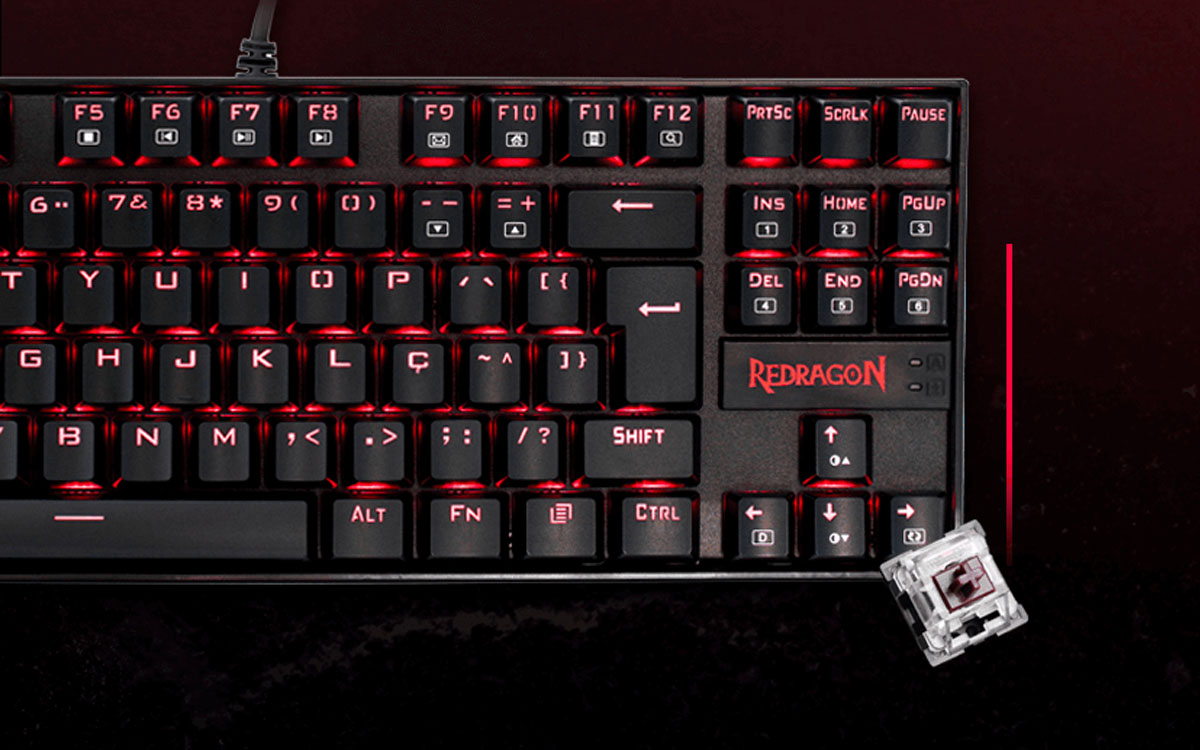 F5 F6 F7 F8 F9 F10 F11 F12 PRTSC SCRLK PAUSE
6 ¨ 7 & 8 * 9 ( 0 ) - − = + ← INS 1 HOME 2 PGUP 3
T Y U I O P ´ ` [ { ← DEL 4 END 5 PGDN 6
G H J K L Ç ~ ^ ] } REDRAGON A
B N M , < . > ; : / ? SHIFT ↑
ALT FN CTRL ← D ↓ →